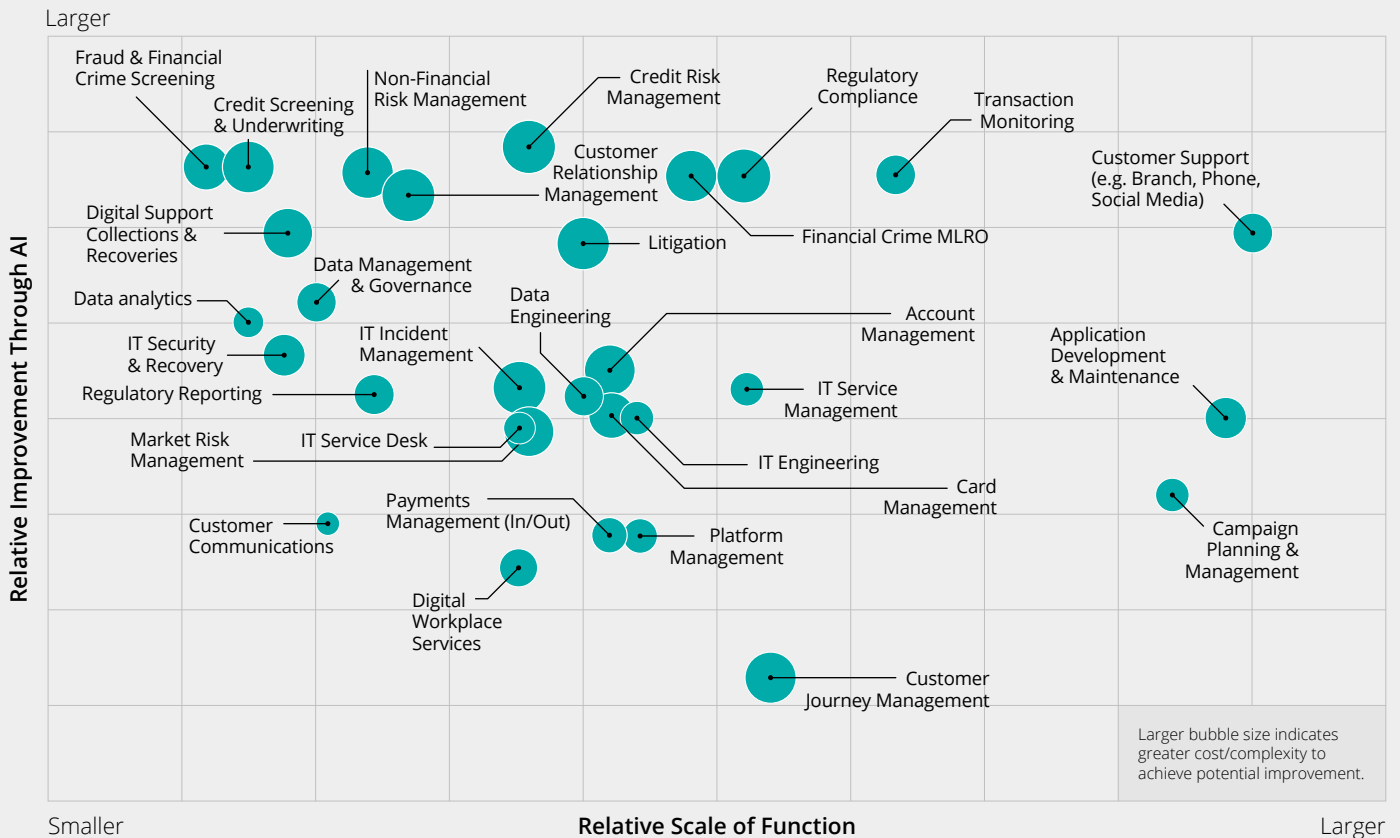 Larger
Fraud & Financial
Crime Screening
Credit Screening
& Underwriting
Non-Financial
Risk Management
Credit Risk
Management
Regulatory
Compliance
Transaction
Monitoring
Customer
Relationship
Management
Customer Support
(e.g. Branch, Phone,
Social Media)
Digital Support
Collections &
Recoveries
Litigation
Financial Crime MLRO
Data Management
& Governance
Data analytics
Data
Engineering
Account
Management
IT Security
& Recovery
IT Incident
Management
Application
Development
& Maintenance
Regulatory Reporting
IT Service
Management
Market Risk
Management
IT Service Desk
IT Engineering
Card
Management
Payments
Management (In/Out)
Customer
Communications
Platform
Management
Campaign
Planning &
Management
Digital
Workplace
Services
Customer
Journey Management
Larger bubble size indicates
greater cost/complexity to
achieve potential improvement.
Relative Improvement Through AI
Smaller
Relative Scale of Function
Larger